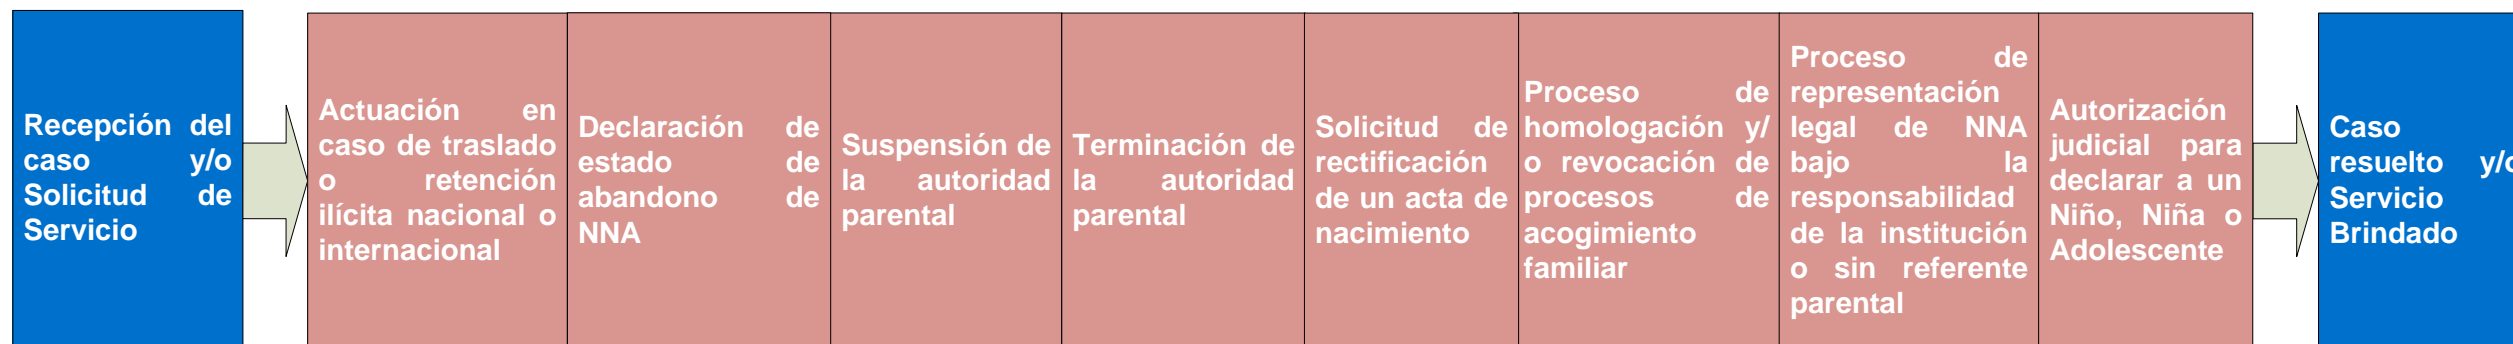 Recepción del
caso y/o
Solicitud de
Servicio
Actuación en
caso de traslado
o retención
ilícita nacional o
internacional
Declaración de
estado de
abandono de
NNA
Suspensión de
la autoridad
parental
Terminación de
la autoridad
parental
Solicitud de
rectificación
de un acta de
nacimiento
Proceso de
homologación y/
o revocación de
procesos de
acogimiento
familiar
Proceso de
representación
legal de NNA
bajo la
responsabilidad
de la institución
o sin referente
parental
Autorización
judicial para
declarar a un
Niño, Niña o
Adolescente
Caso
resuelto y/o
Servicio
Brindado